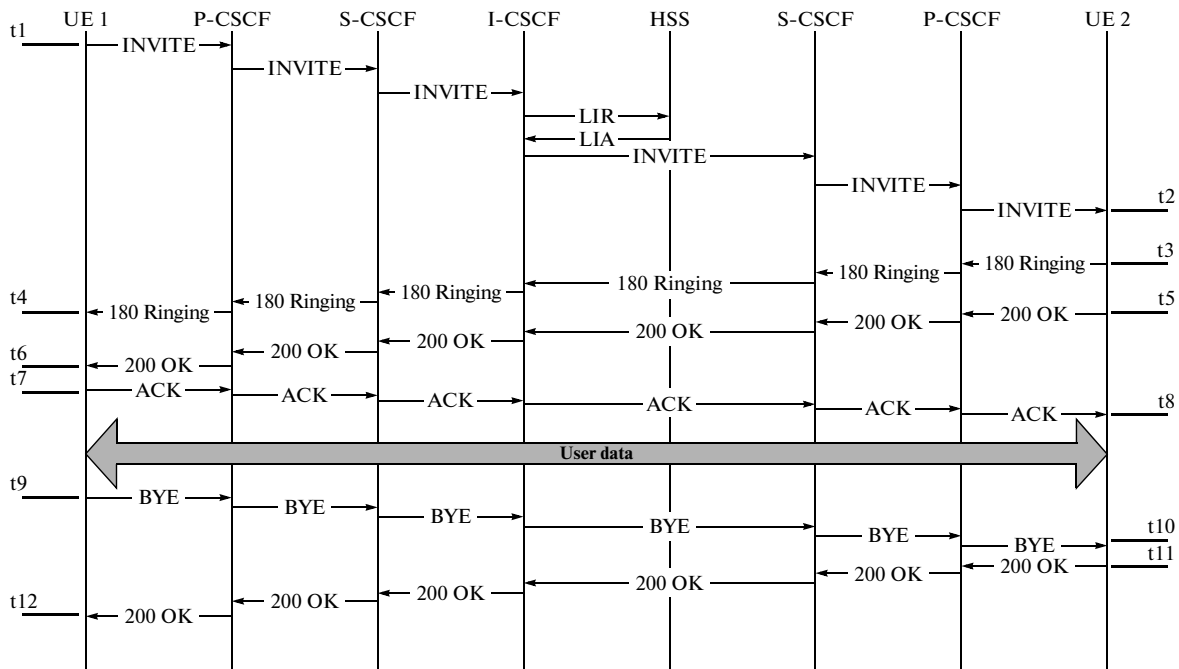 UE 1 P-CSCF S-CSCF I-CSCF HSS S-CSCF P-CSCF UE 2
t1 INVITE
INVITE
INVITE
LIR
LIA
INVITE
INVITE
INVITE t2
t3
180 Ringing
180 Ringing
180 Ringing
180 Ringing
180 Ringing
t4 180 Ringing
t5
200 OK
200 OK
200 OK
200 OK
200 OK
t6 200 OK
t7 ACK
ACK
ACK
ACK
ACK
ACK t8
User data
t9 BYE
BYE
BYE
BYE
BYE
BYE t10
t11
200 OK
200 OK
200 OK
200 OK
200 OK
t12 200 OK